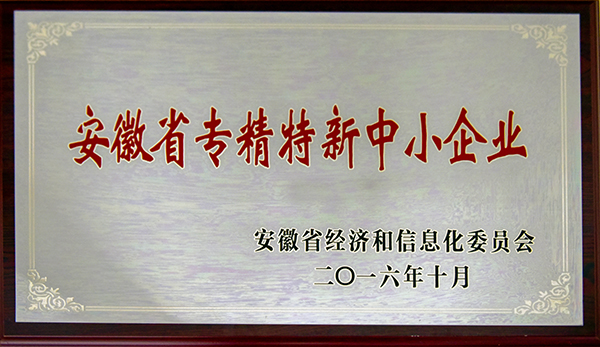 安徽省专精特新中小企业
安徽省经济和信息化委员会
二〇一六年十月